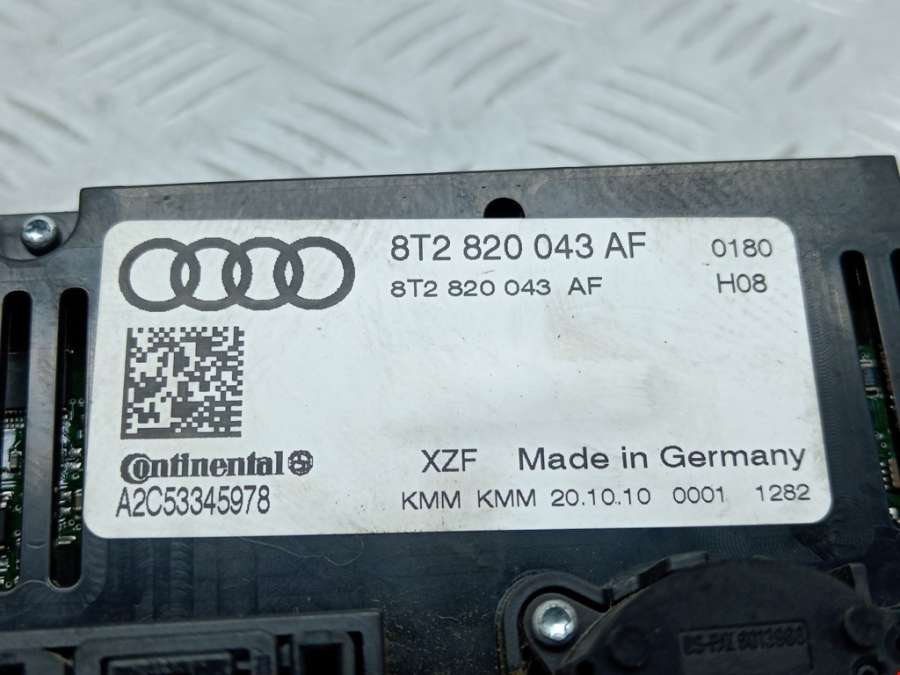 8T2 820 043 AF 0180
8T2 820 043 AF H08
Continental XZF Made in Germany
A2C53345978 KMM KMM 20.10.10 0001 1282